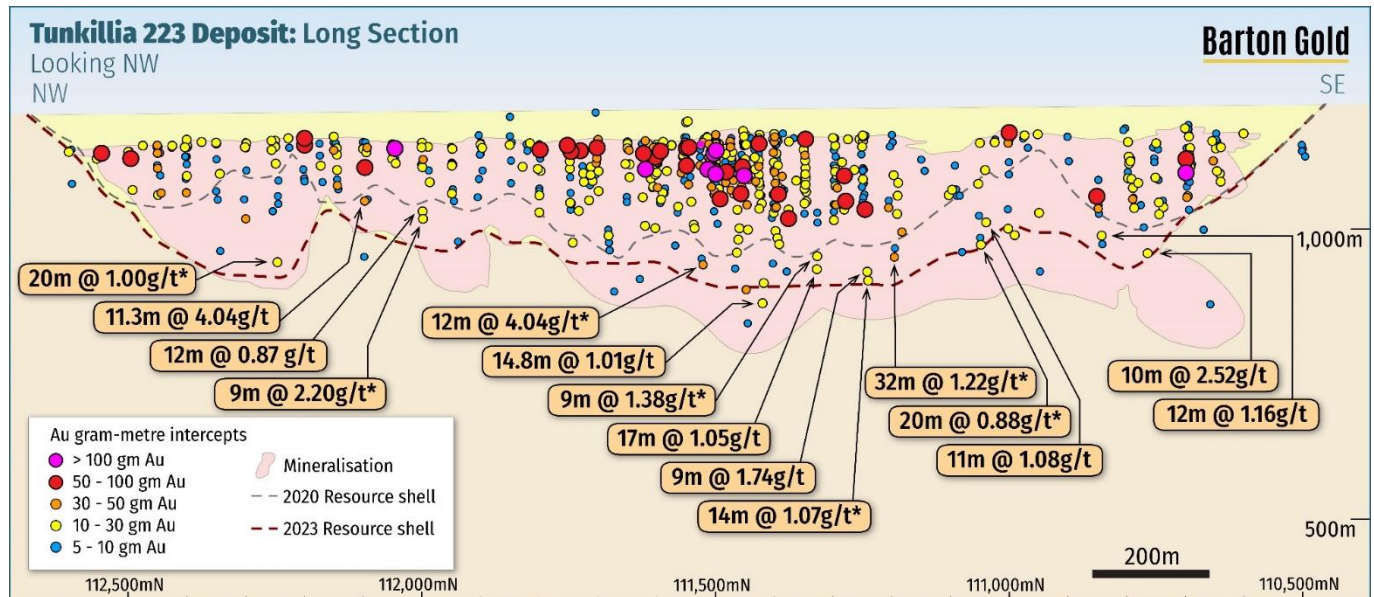 Tunkillia 223 Deposit: Long Section
Looking NW
NW
Barton Gold
SE
1,000m
20m @ 1.00g/t*
11.3m @ 4.04g/t
12m @ 0.87 g/t
9m @ 2.20g/t*
12m @ 4.04g/t*
14.8m @ 1.01g/t
9m @ 1.38g/t*
17m @ 1.05g/t
9m @ 1.74g/t
14m @ 1.07g/t*
32m @ 1.22g/t*
20m @ 0.88g/t*
11m @ 1.08g/t
10m @ 2.52g/t
12m @ 1.16g/t
Au gram-metre intercepts
> 100 gm Au
50 - 100 gm Au
30 - 50 gm Au
10 - 30 gm Au
5 - 10 gm Au
Mineralisation
2020 Resource shell
2023 Resource shell
500m
200m
112,500mN
112,000mN
111,500mN
111,000mN
110,500mN